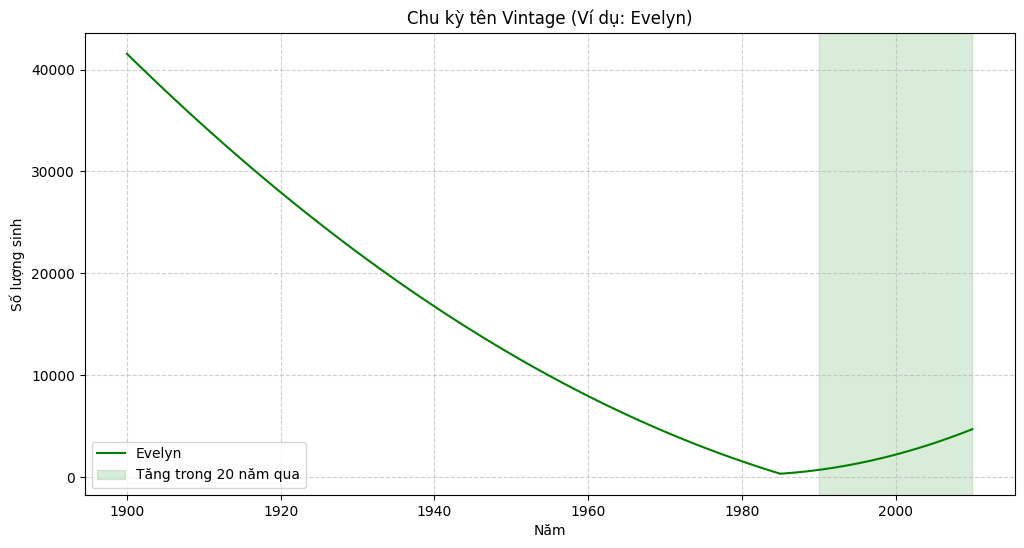 Chu kỳ tên Vintage (Ví dụ: Evelyn)
Số lượng sinh
40000
30000
20000
10000
0
Evelyn
Tăng trong 20 năm qua
1900
1920
1940
1960
1980
2000
Năm